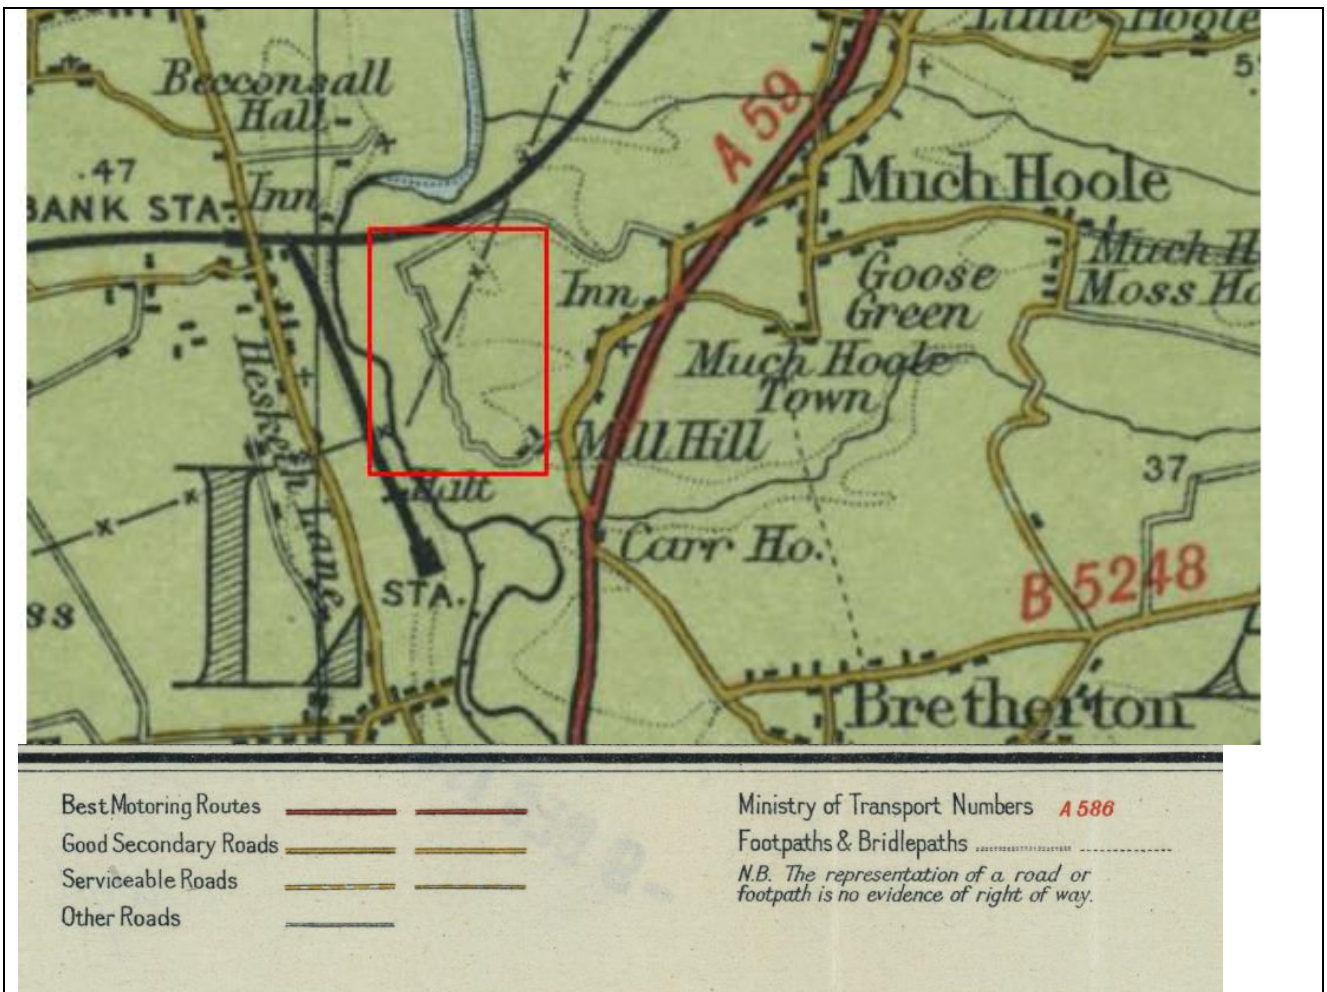 Little Hoole
Becconsall
Hall
5
A 59
.47
Much Hoole
BANK STA.
Inn
Much H
Goose
Green
Moss Ho
Inn
Hesketh Lane
Much Hoole
Town
Mill Hill
37
Halt
L
Carr Ho.
B 5248
STA.
ss
Bretherton
Best Motoring Routes
Good Secondary Roads
Serviceable Roads
Other Roads
Ministry of Transport Numbers A 586
Footpaths & Bridlepaths
N.B. The representation of a road or
footpath is no evidence of right of way.